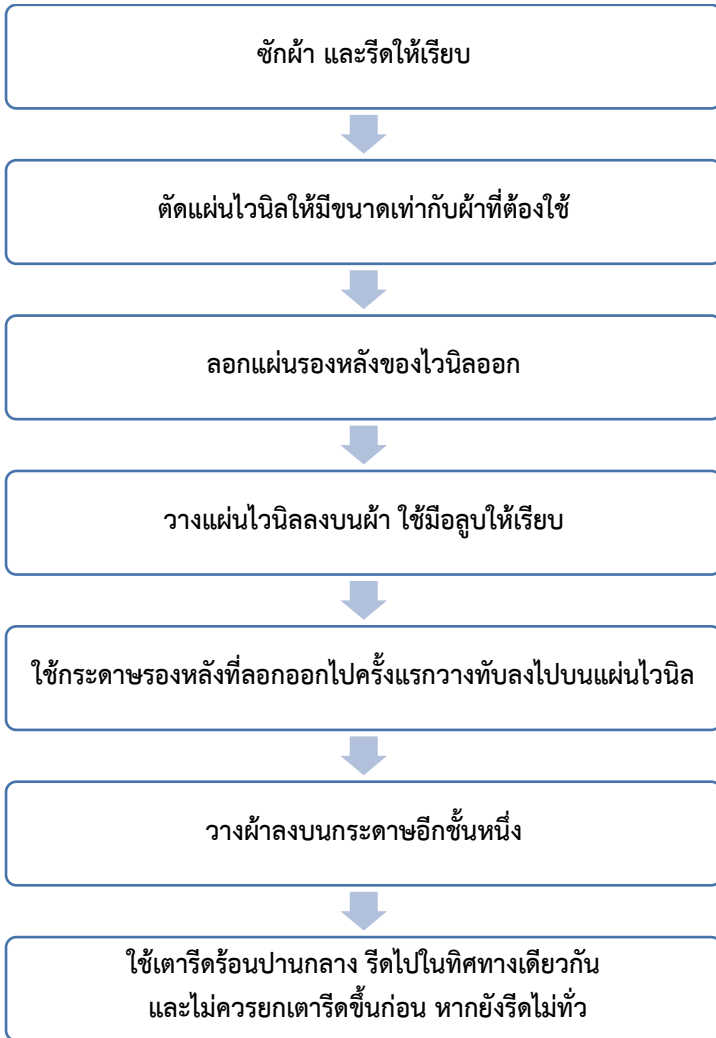 ซักผ้า และรีดให้เรียบ
ตัดแผ่นไวนิลให้มีขนาดเท่ากับผ้าที่ต้องใช้
ลอกแผ่นรองหลังของไวนิลออก
วางแผ่นไวนิลลงบนผ้า ใช้มือลูบให้เรียบ
ใช้กระดาษรองหลังที่ลอกออกไปครั้งแรกวางทับลงไปบนแผ่นไวนิล
วางผ้าลงบนกระดาษอีกชั้นหนึ่ง
ใช้เตารีดร้อนปานกลาง รีดไปในทิศทางเดียวกัน
และไม่ควรยกเตารีดขึ้นก่อน หากยังรีดไม่ทั่ว